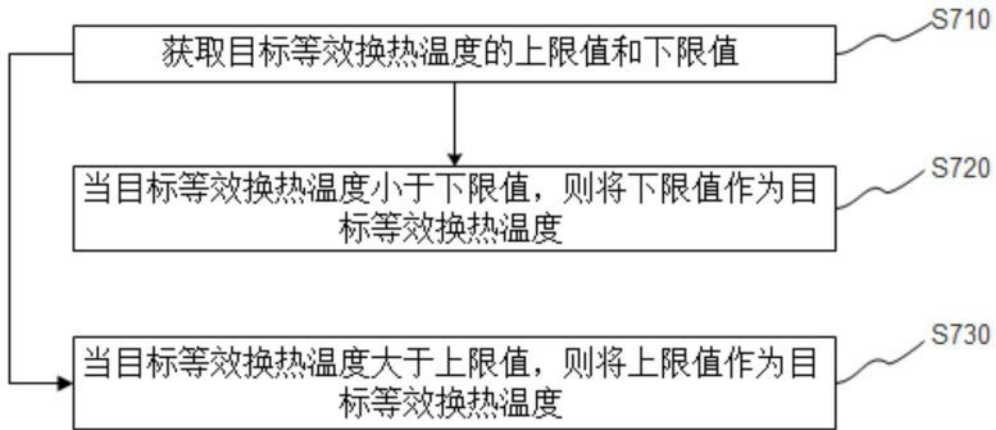 S710
获取目标等效换热温度的上限值和下限值
S720
当目标等效换热温度小于下限值，则将下限值作为目
标等效换热温度
S730
当目标等效换热温度大于上限值，则将上限值作为目
标等效换热温度